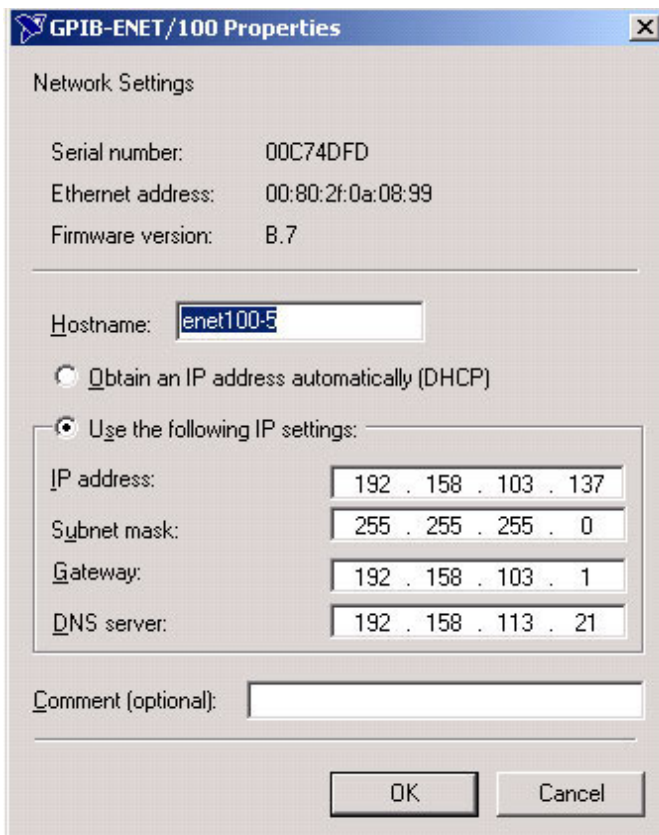 GPIB-ENET/100 Properties
Network Settings
Serial number: 00C74DFD
Ethernet address: 00:80:2f:0a:08:99
Firmware version: B.7
Hostname: enet100-5
Obtain an IP address automatically (DHCP)
Use the following IP settings:
IP address: 192 . 158 . 103 . 137
Subnet mask: 255 . 255 . 255 . 0
Gateway: 192 . 158 . 103 . 1
DNS server: 192 . 158 . 113 . 21
Comment (optional):
OK Cancel